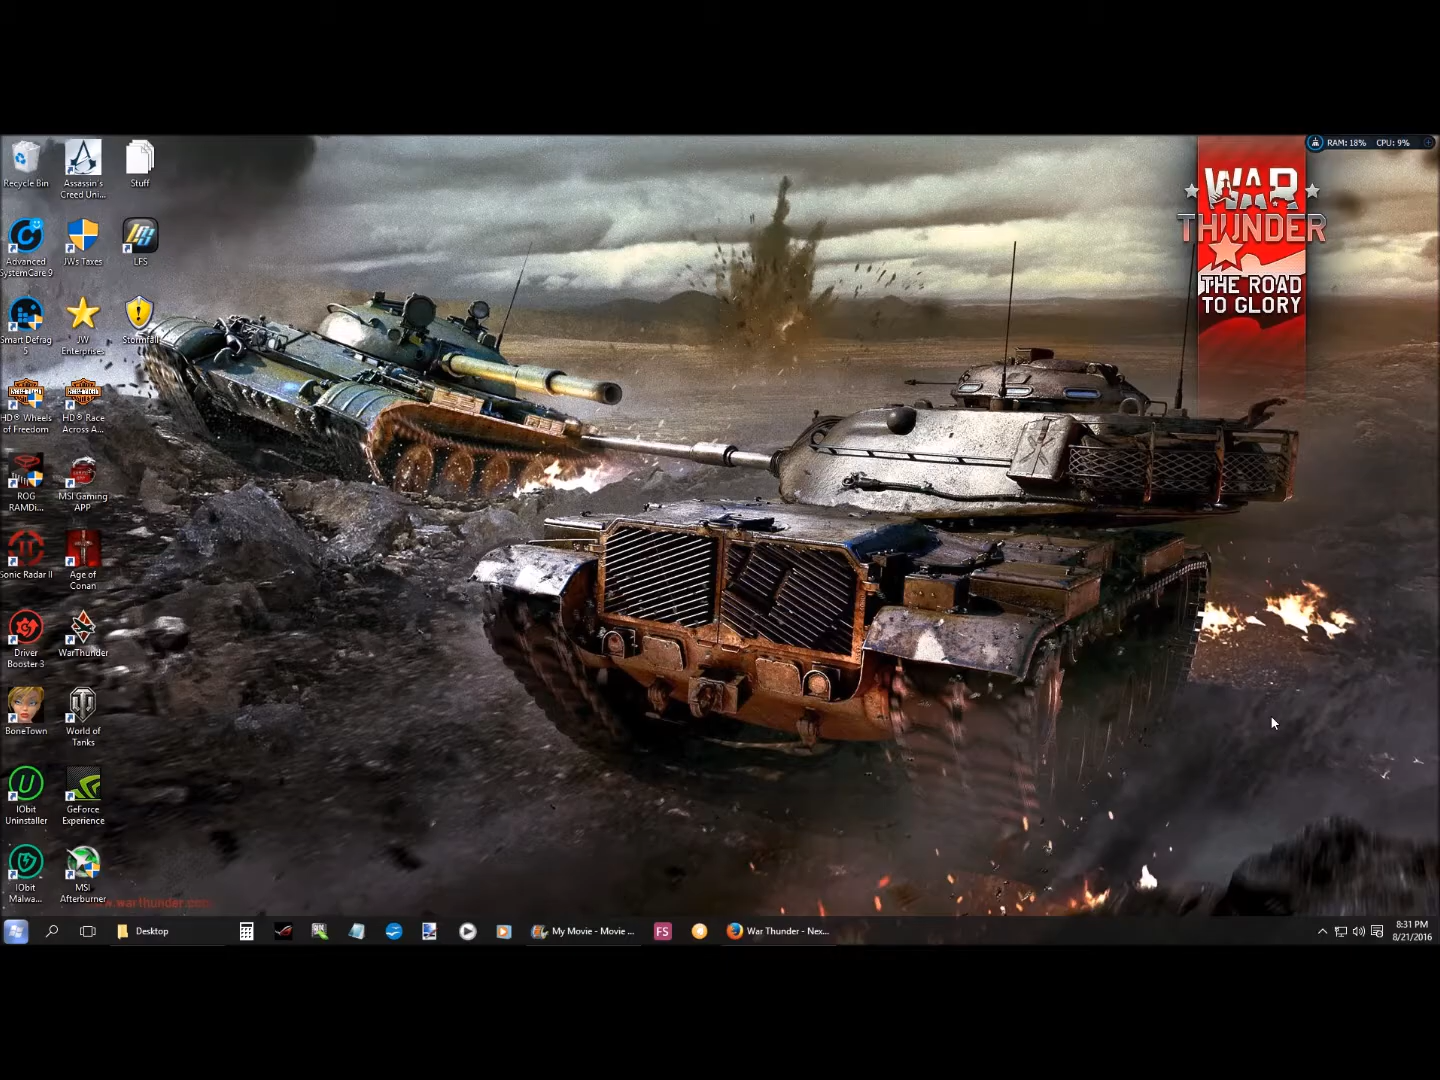 Recycle Bin
Assassin's
Creed Uni...
Stuff
Advanced
SystemCare 9
JWs Taxes
LFS
Smart Defrag
5
JW
Enterprises
Stormfall
HD® Wheels
of Freedom
HD® Race
Across A...
ROG
RAMDi...
MSI Gaming
APP
Sonic Radar II
Age of
Conan
Driver
Booster 3
WarThunder
BoneTown
World of
Tanks
IObit
Uninstaller
GeForce
Experience
IObit
Malwa...
MSI
Afterburner
WAR
THUNDER
THE ROAD
TO GLORY
RAM: 18% CPU: 9%
w.warthunder.com
Desktop
My Movie - Movie ...
FS
War Thunder - Nex...
8:31 PM
8/21/2016